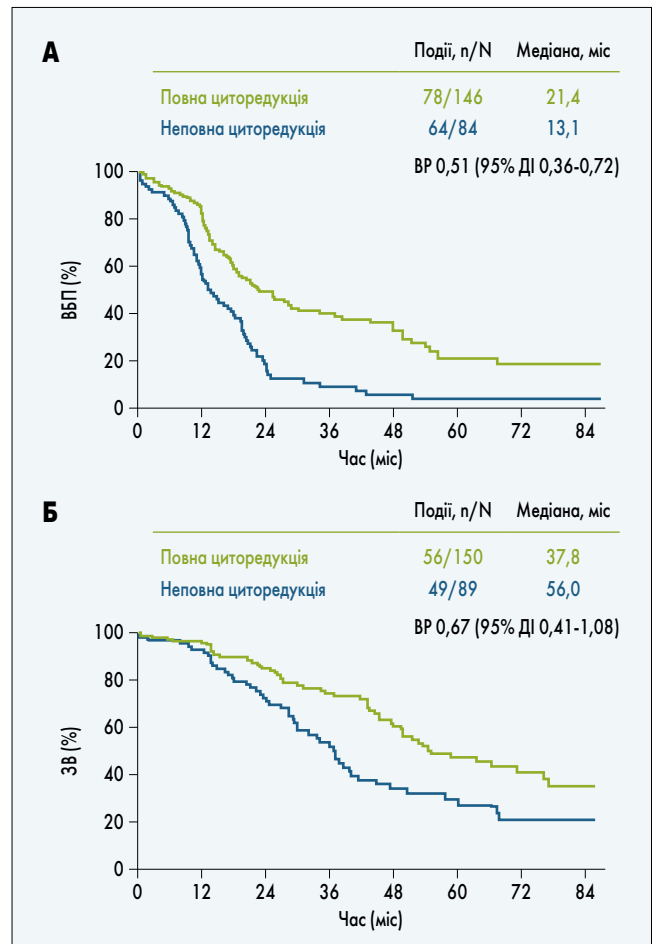 А
Події, n/N Медіана, міс
Повна циторедукція 78/146 21,4
Неповна циторедукція 64/84 13,1
ВР 0,51 (95% ДІ 0,36-0,72)
100
80
60
40
20
0
ВБП (%)
0 12 24 36 48 60 72 84
Час (міс)
Б
Події, n/N Медіана, міс
Повна циторедукція 56/150 37,8
Неповна циторедукція 49/89 56,0
ВР 0,67 (95% ДІ 0,41-1,08)
100
80
60
40
20
0
ЗВ (%)
0 12 24 36 48 60 72 84
Час (міс)